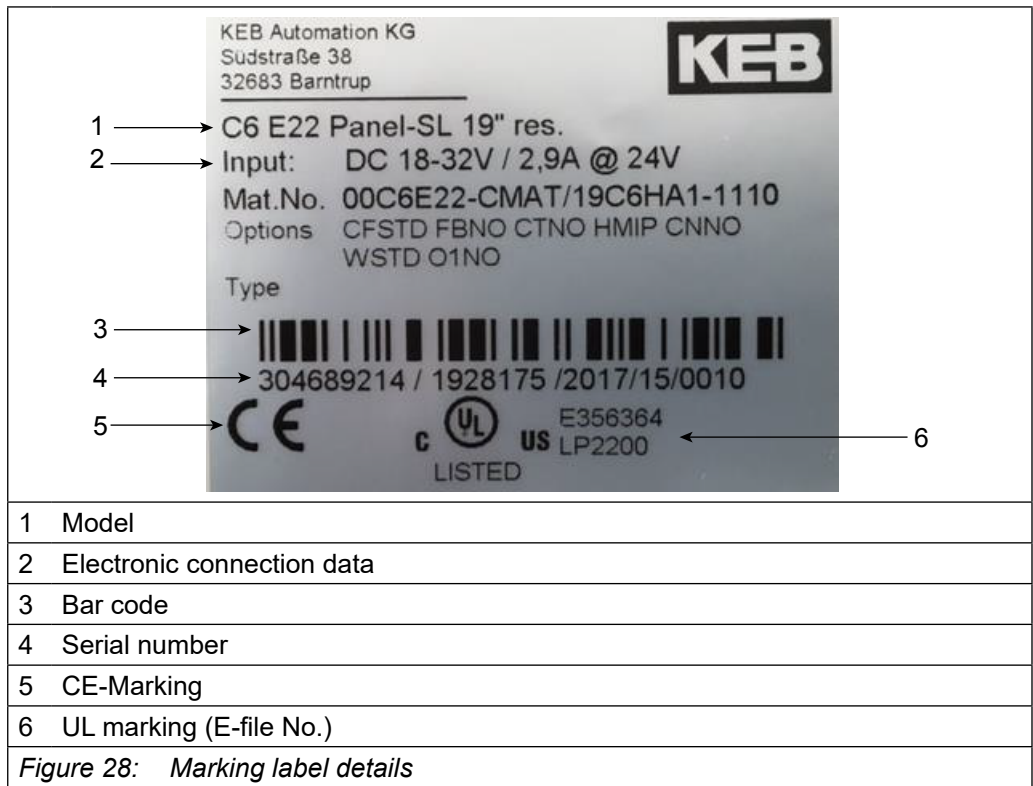 KEB Automation KG
Südstraße 38
32683 Barntrup
KEB
1
C6 E22 Panel-SL 19" res.
2
Input: DC 18-32V / 2,9A @ 24V
Mat.No. 00C6E22-CMAT/19C6HA1-1110
Options CFSTD FBNO CTNO HMIP CNNO
WSTD O1NO
Type
3
4
304689214 / 1928175 /2017/15/0010
5
CE
C UL US
LISTED
E356364
LP2200
6
1 Model
2 Electronic connection data
3 Bar code
4 Serial number
5 CE-Marking
6 UL marking (E-file No.)
Figure 28: Marking label details